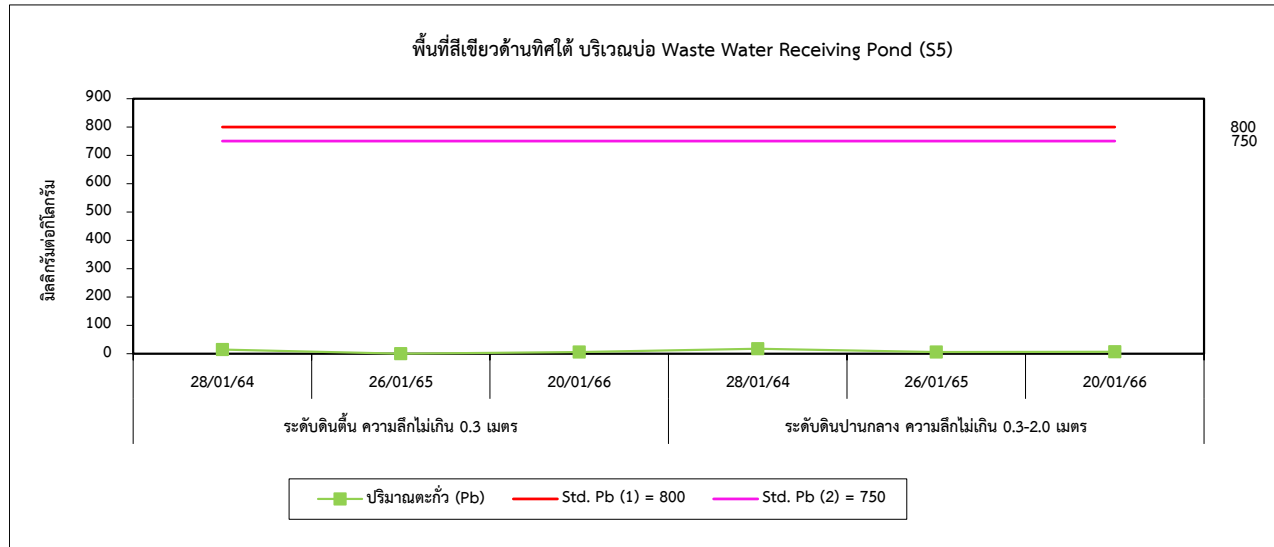 พื้นที่สีเขียวด้านทิศใต้ บริเวณบ่อ Waste Water Receiving Pond (S5)
มิลลิกรัมต่อกิโลกรัม
900
800
700
600
500
400
300
200
100
0
800
750
28/01/64 26/01/65 20/01/66 28/01/64 26/01/65 20/01/66
ระดับดินตื้น ความลึกไม่เกิน 0.3 เมตร ระดับดินปานกลาง ความลึกไม่เกิน 0.3-2.0 เมตร
ปริมาณตะกั่ว (Pb) Std. Pb (1) = 800 Std. Pb (2) = 750